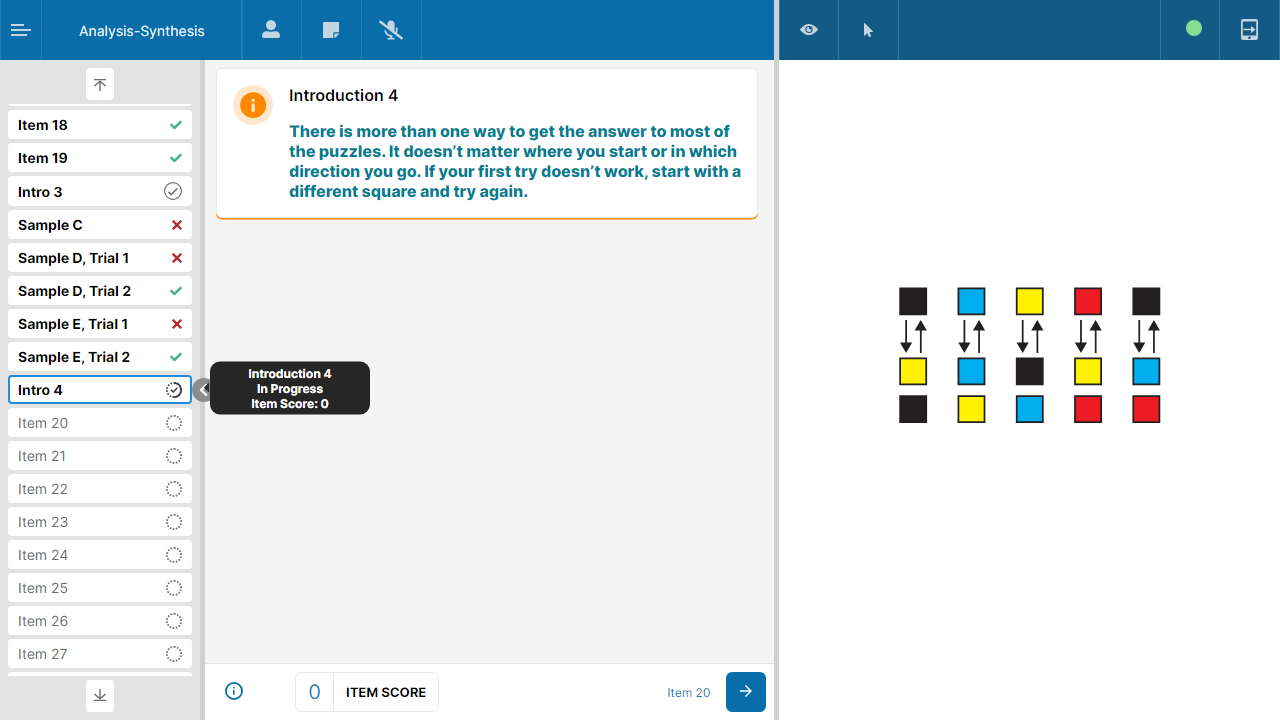 Analysis-Synthesis
Item 18
Item 19
Intro 3
Sample C
Sample D, Trial 1
Sample D, Trial 2
Sample E, Trial 1
Sample E, Trial 2
Intro 4
Item 20
Item 21
Item 22
Item 23
Item 24
Item 25
Item 26
Item 27
Introduction 4
There is more than one way to get the answer to most of
the puzzles. It doesn’t matter where you start or in which
direction you go. If your first try doesn’t work, start with a
different square and try again.
Introduction 4
In Progress
Item Score: 0
0 ITEM SCORE
Item 20